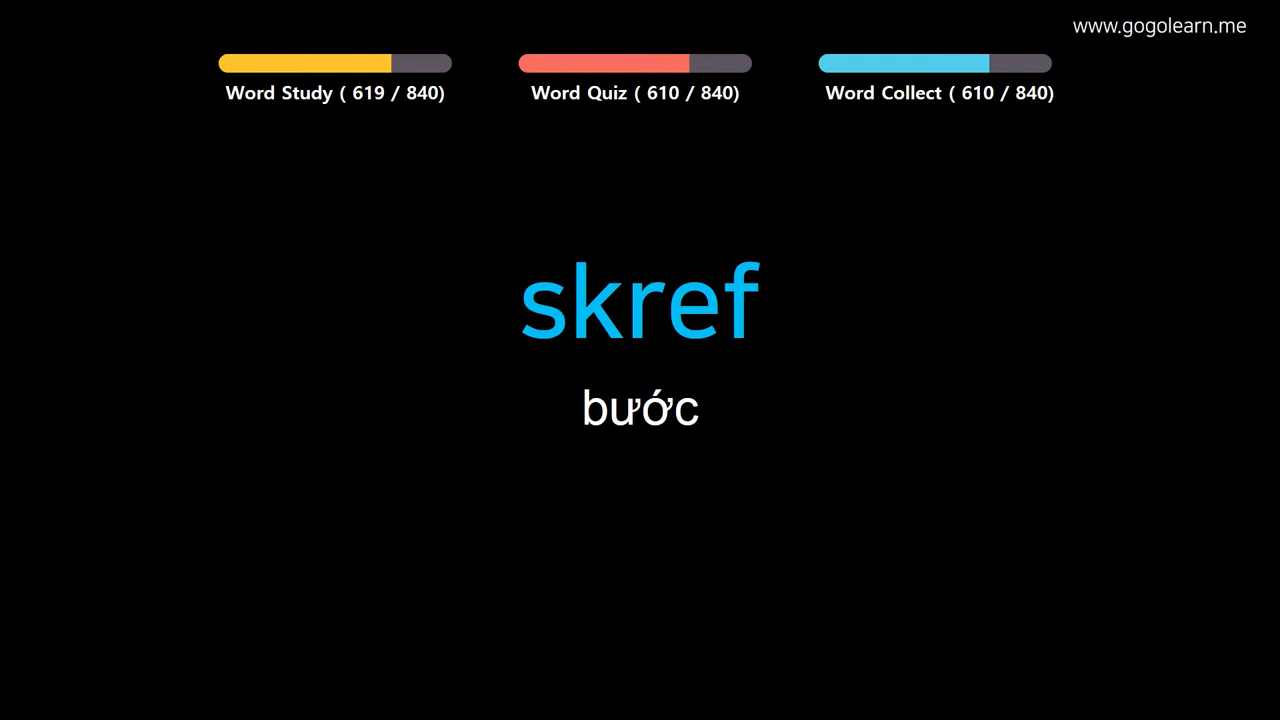 www.gogolearn.me
Word Study ( 619 / 840)
Word Quiz ( 610 / 840)
Word Collect ( 610 / 840)
skref
bước